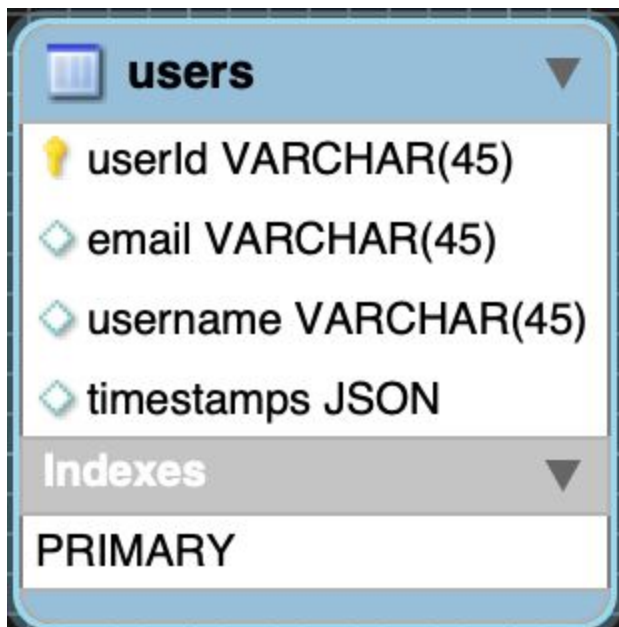 users
userId VARCHAR(45)
email VARCHAR(45)
username VARCHAR(45)
timestamps JSON
Indexes
PRIMARY